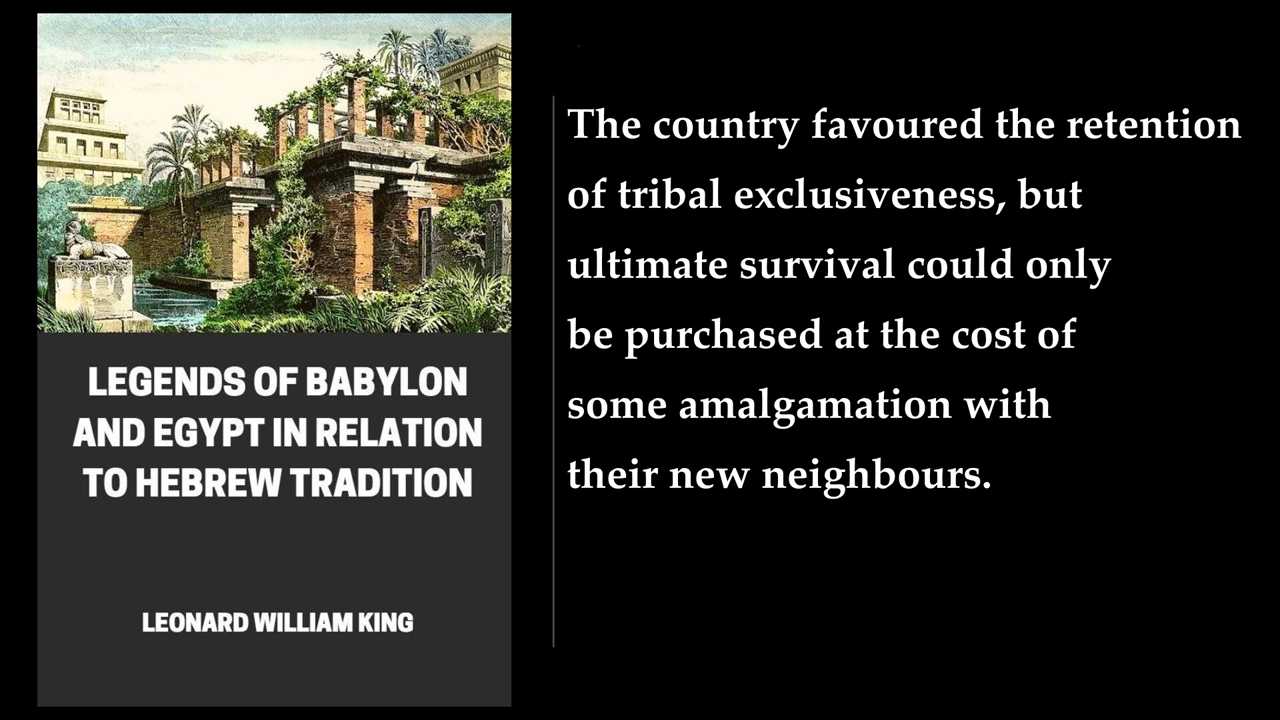 LEGENDS OF BABYLON
AND EGYPT IN RELATION
TO HEBREW TRADITION
LEONARD WILLIAM KING
The country favoured the retention
of tribal exclusiveness, but
ultimate survival could only
be purchased at the cost of
some amalgamation with
their new neighbours.